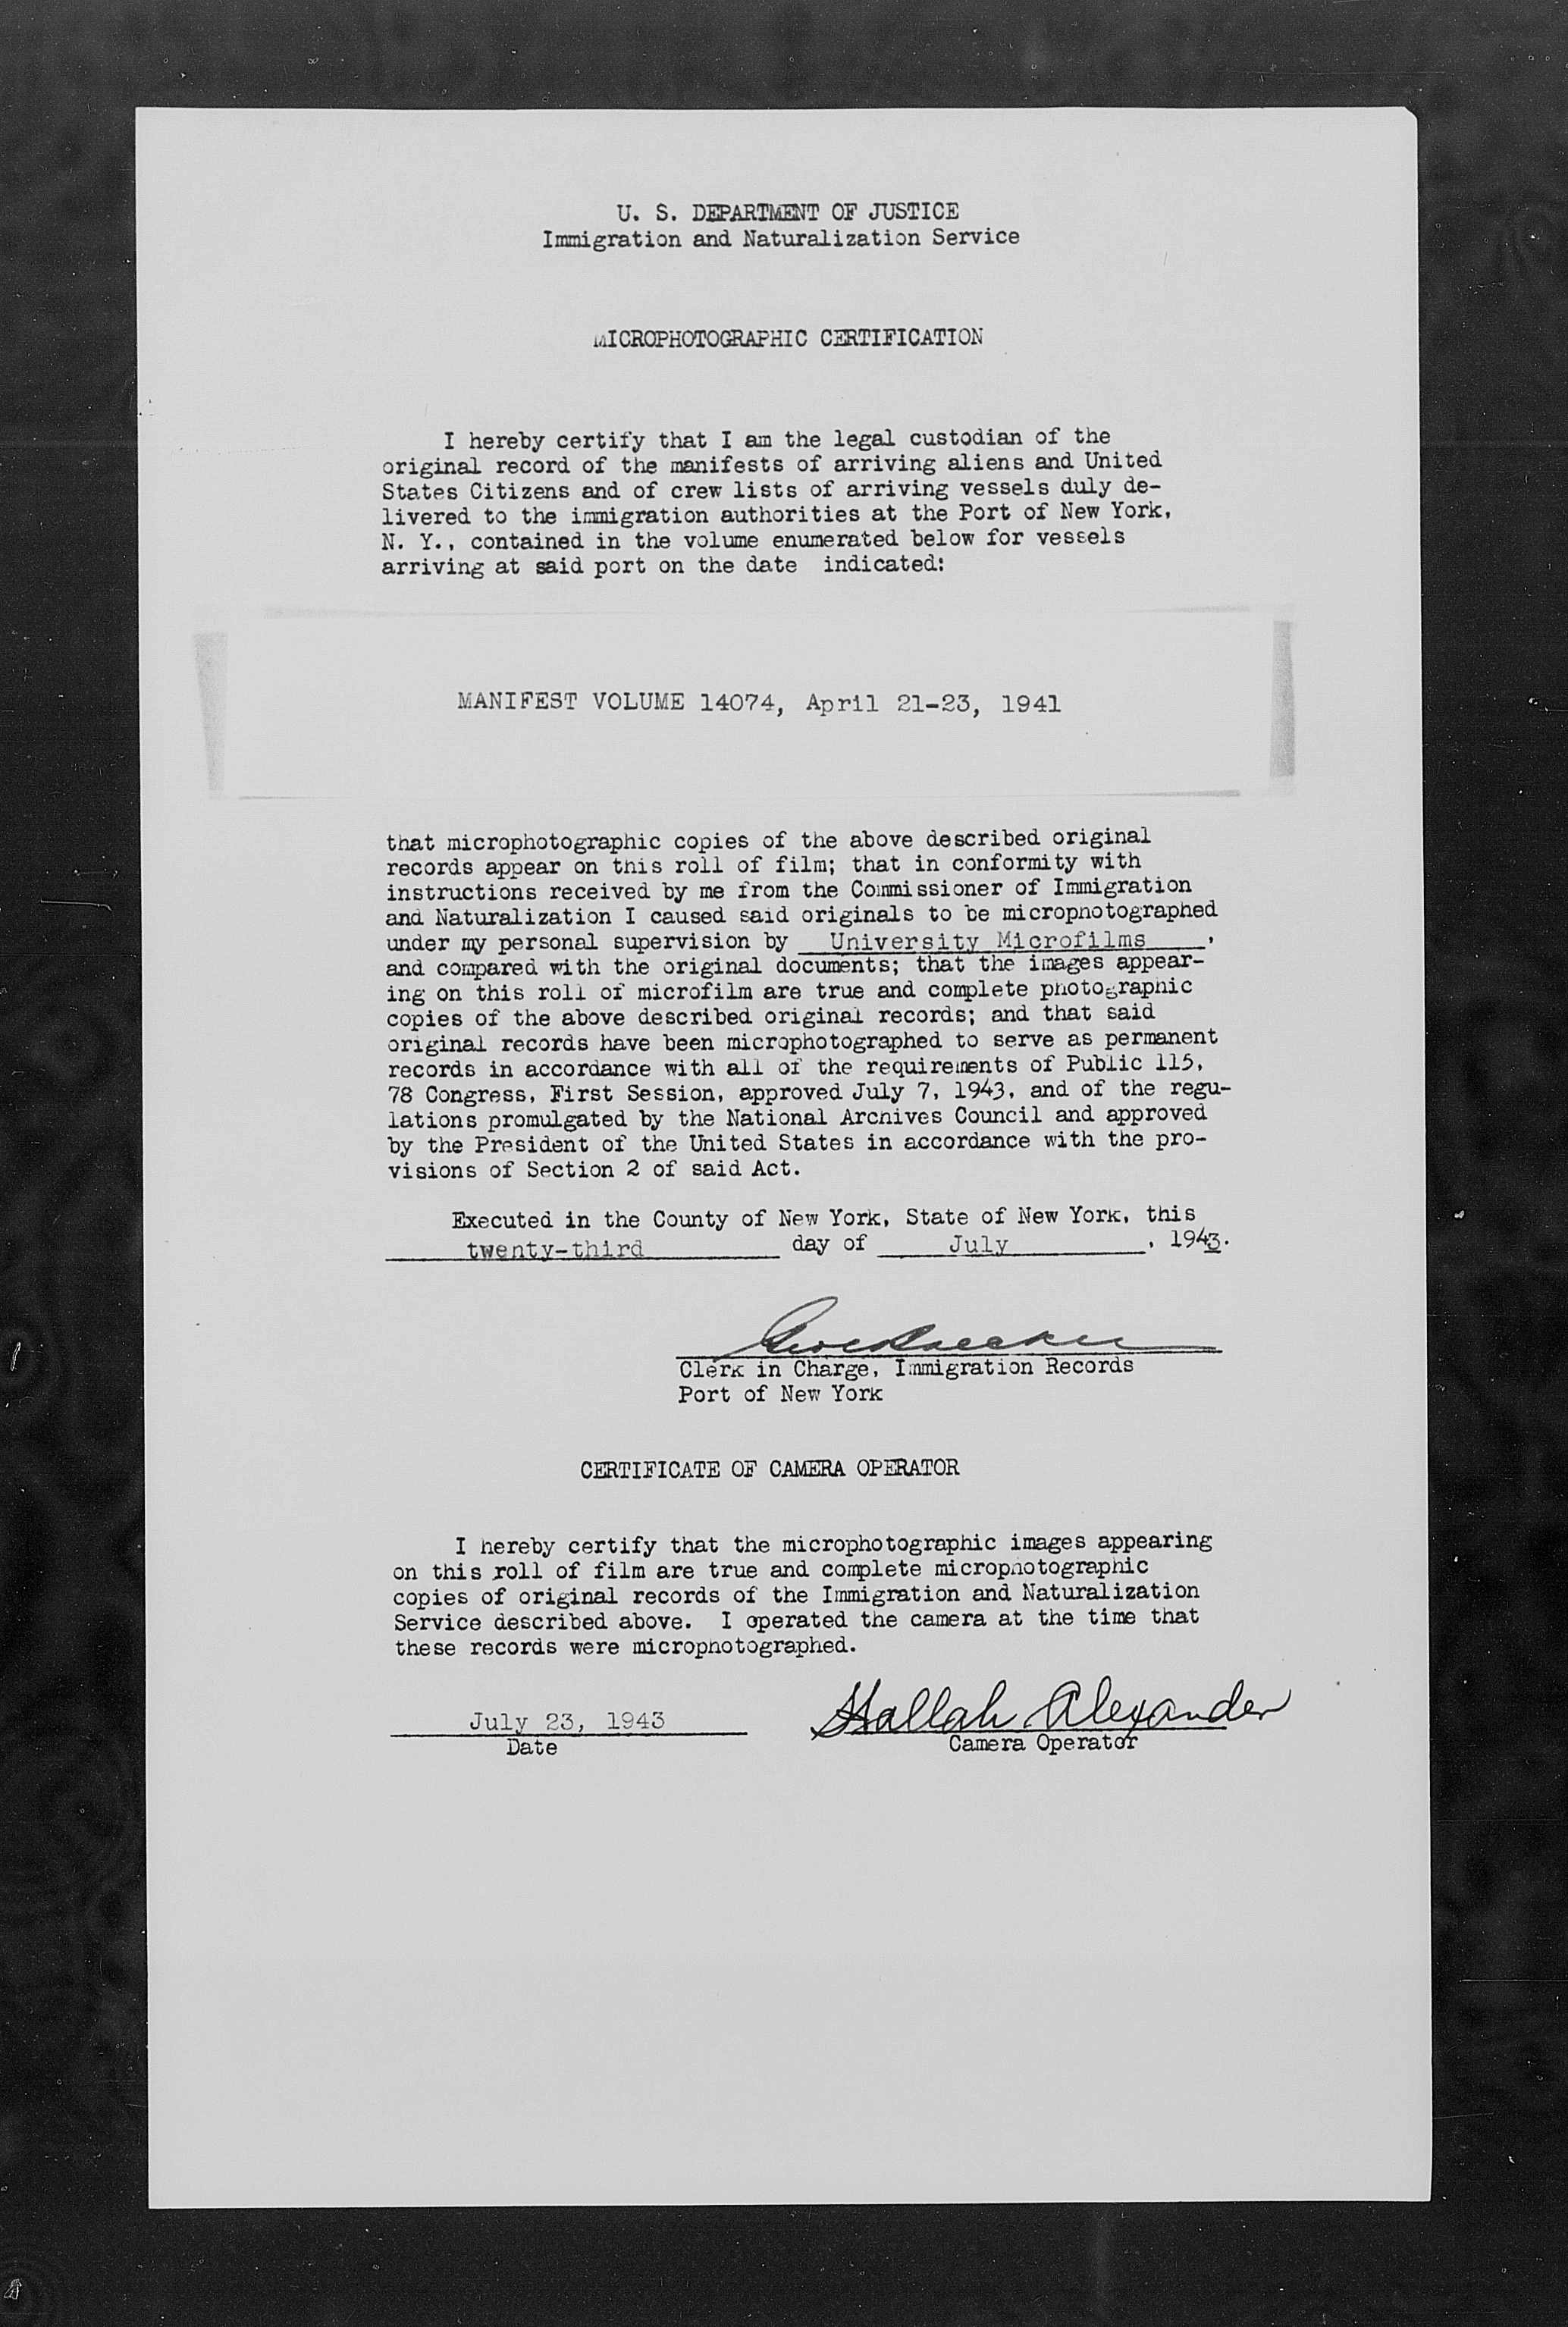 U. S. DEPARTMENT OF JUSTICE
Immigration and Naturalization Service
MICROPHOTOGRAPHIC CERTIFICATION
I hereby certify that I am the legal custodian of the
original record of the manifests of arriving aliens and United
States Citizens and of crew lists of arriving vessels duly de-
livered to the immigration authorities at the Port of New York,
N. Y., contained in the volume enumerated below for vessels
arriving at said port on the date indicated:
MANIFEST VOLUME 14074, April 21-23, 1941
that microphotographic copies of the above described original
records appear on this roll of film; that in conformity with
instructions received by me from the Commissioner of Immigration
and Naturalization I caused said originals to be microphotographed
under my personal supervision by University Microfilms,
and compared with the original documents; that the images appear-
ing on this roll of microfilm are true and complete photographic
copies of the above described original records; and that said
original records have been microphotographed to serve as permanent
records in accordance with all of the requirements of Public 115,
78 Congress, First Session, approved July 7, 1943, and of the regu-
lations promulgated by the National Archives Council and approved
by the President of the United States in accordance with the pro-
visions of Section 2 of said Act.
Executed in the County of New York, State of New York, this
twenty-third day of July, 1943.
Clerk in Charge, Immigration Records
Port of New York
CERTIFICATE OF CAMERA OPERATOR
I hereby certify that the microphotographic images appearing
on this roll of film are true and complete microphotographic
copies of original records of the Immigration and Naturalization
Service described above. I operated the camera at the time that
these records were microphotographed.
July 23, 1943 Hallah Alexander
Date Camera Operator